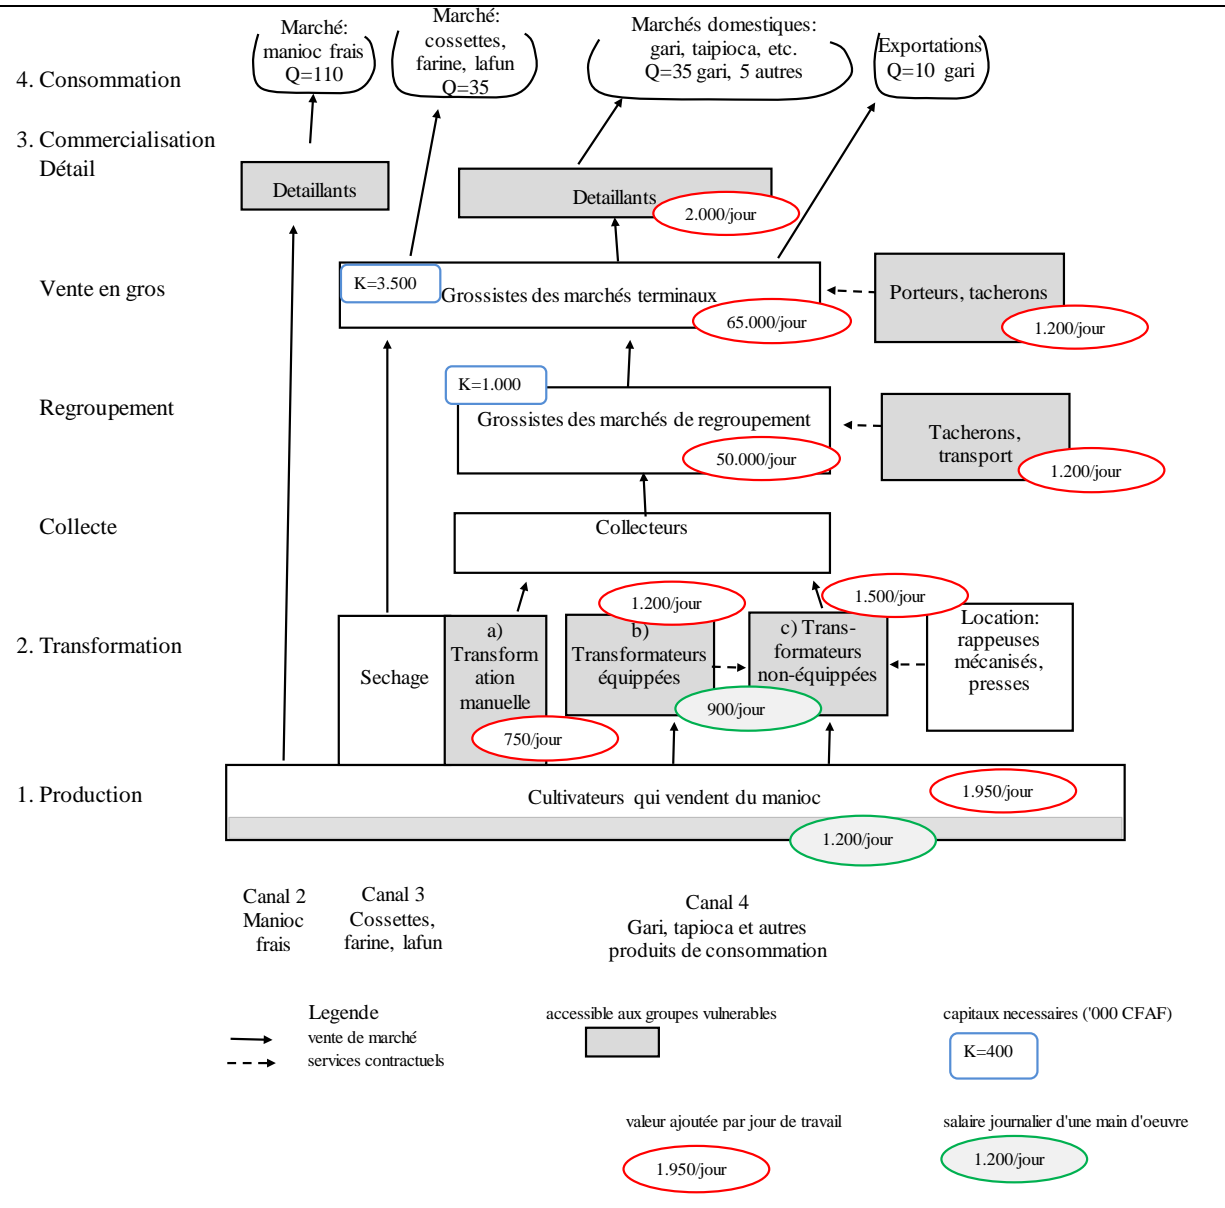 Marché:
manioc frais
Q=110
Marché:
cossettes,
farine, lafun
Q=35
Marchés domestiques:
gari, taipioca, etc.
Q=35 gari, 5 autres
Exportations
Q=10 gari
4. Consommation
3. Commercialisation
Détail
Detaillants
Detaillants
2.000/jour
Vente en gros
K=3.500
Grossistes des marchés terminaux
65.000/jour
Porteurs, tacherons
1.200/jour
Regroupement
K=1.000
Grossistes des marchés de regroupement
50.000/jour
Tacherons,
transport
1.200/jour
Collecte
Collecteurs
2. Transformation
Sechage
a)
Transform
ation
manuelle
750/jour
1.200/jour
b)
Transformateurs
équippées
900/jour
1.500/jour
c) Trans-
formateurs
non-équippées
Location:
rappeuses
mécanisés,
presses
1. Production
Cultivateurs qui vendent du manioc
1.950/jour
1.200/jour
Canal 2
Manioc
frais
Canal 3
Cossettes,
farine, lafun
Canal 4
Gari, tapioca et autres
produits de consommation
Legende
vente de marché
services contractuels
accessible aux groupes vulnerables
capitaux necessaires ('000 CFAF)
K=400
valeur ajoutée par jour de travail
1.950/jour
salaire journalier d'une main d'oeuvre
1.200/jour